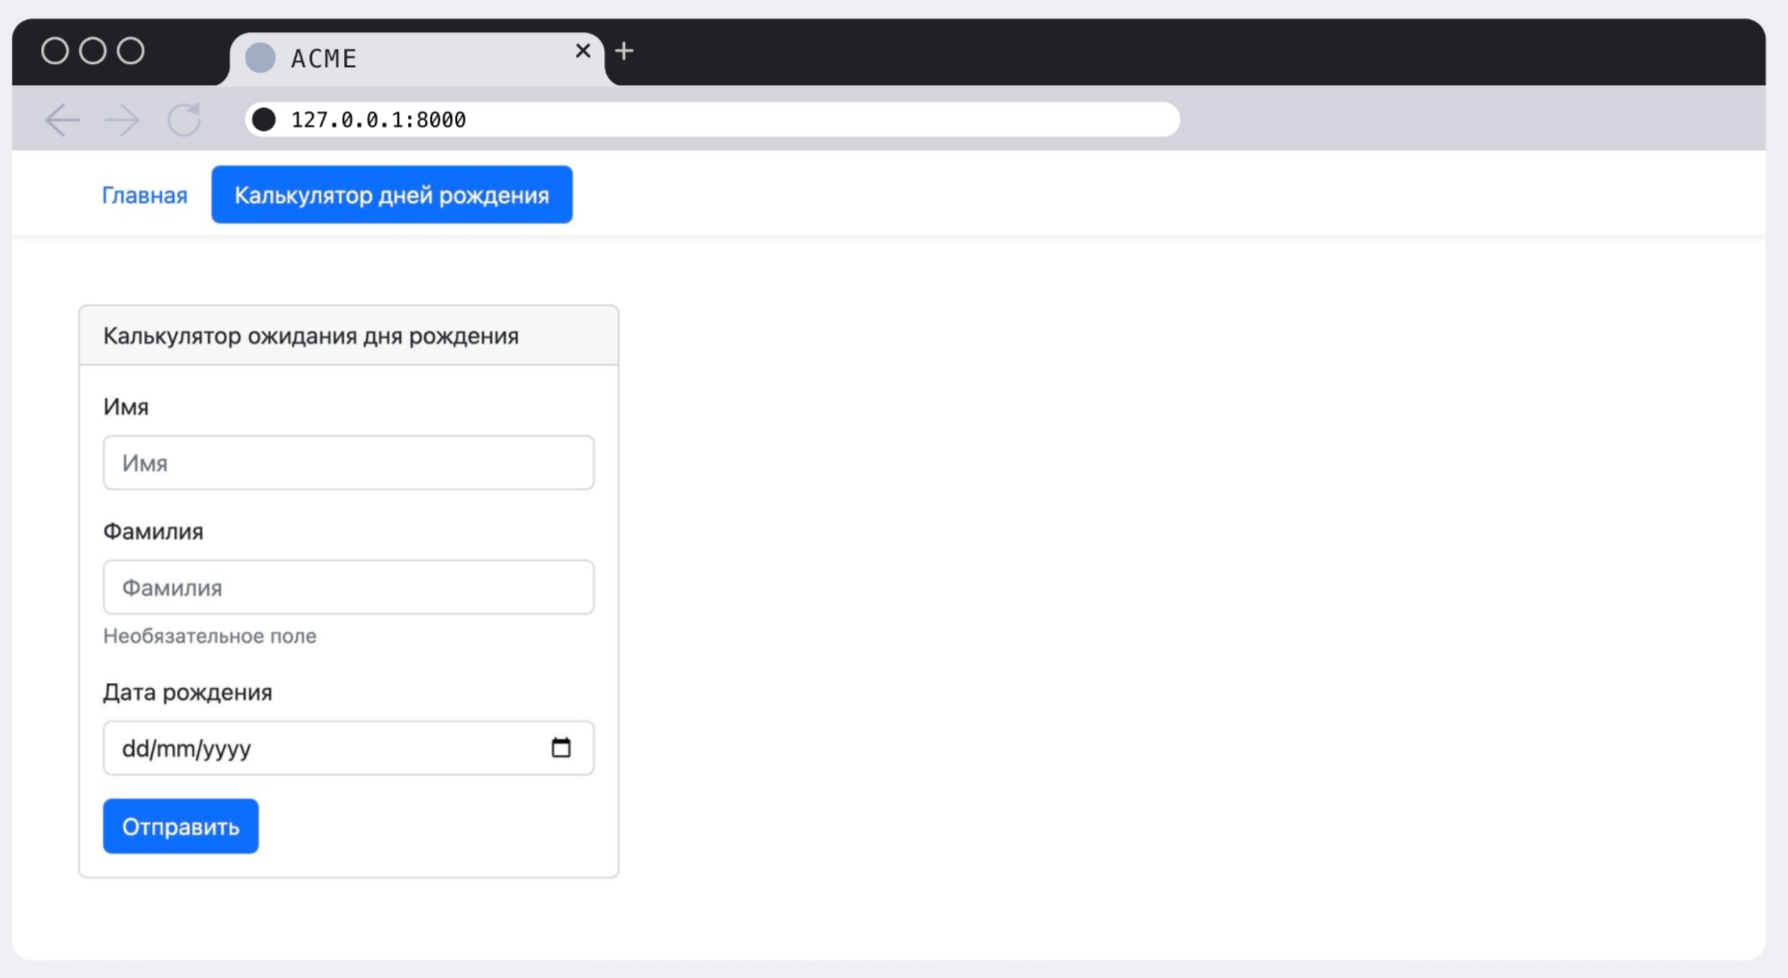 ACME
127.0.0.1:8000
Главная Калькулятор дней рождения
Калькулятор ожидания дня рождения
Имя
Имя
Фамилия
Фамилия
Необязательное поле
Дата рождения
dd/mm/yyyy
Отправить